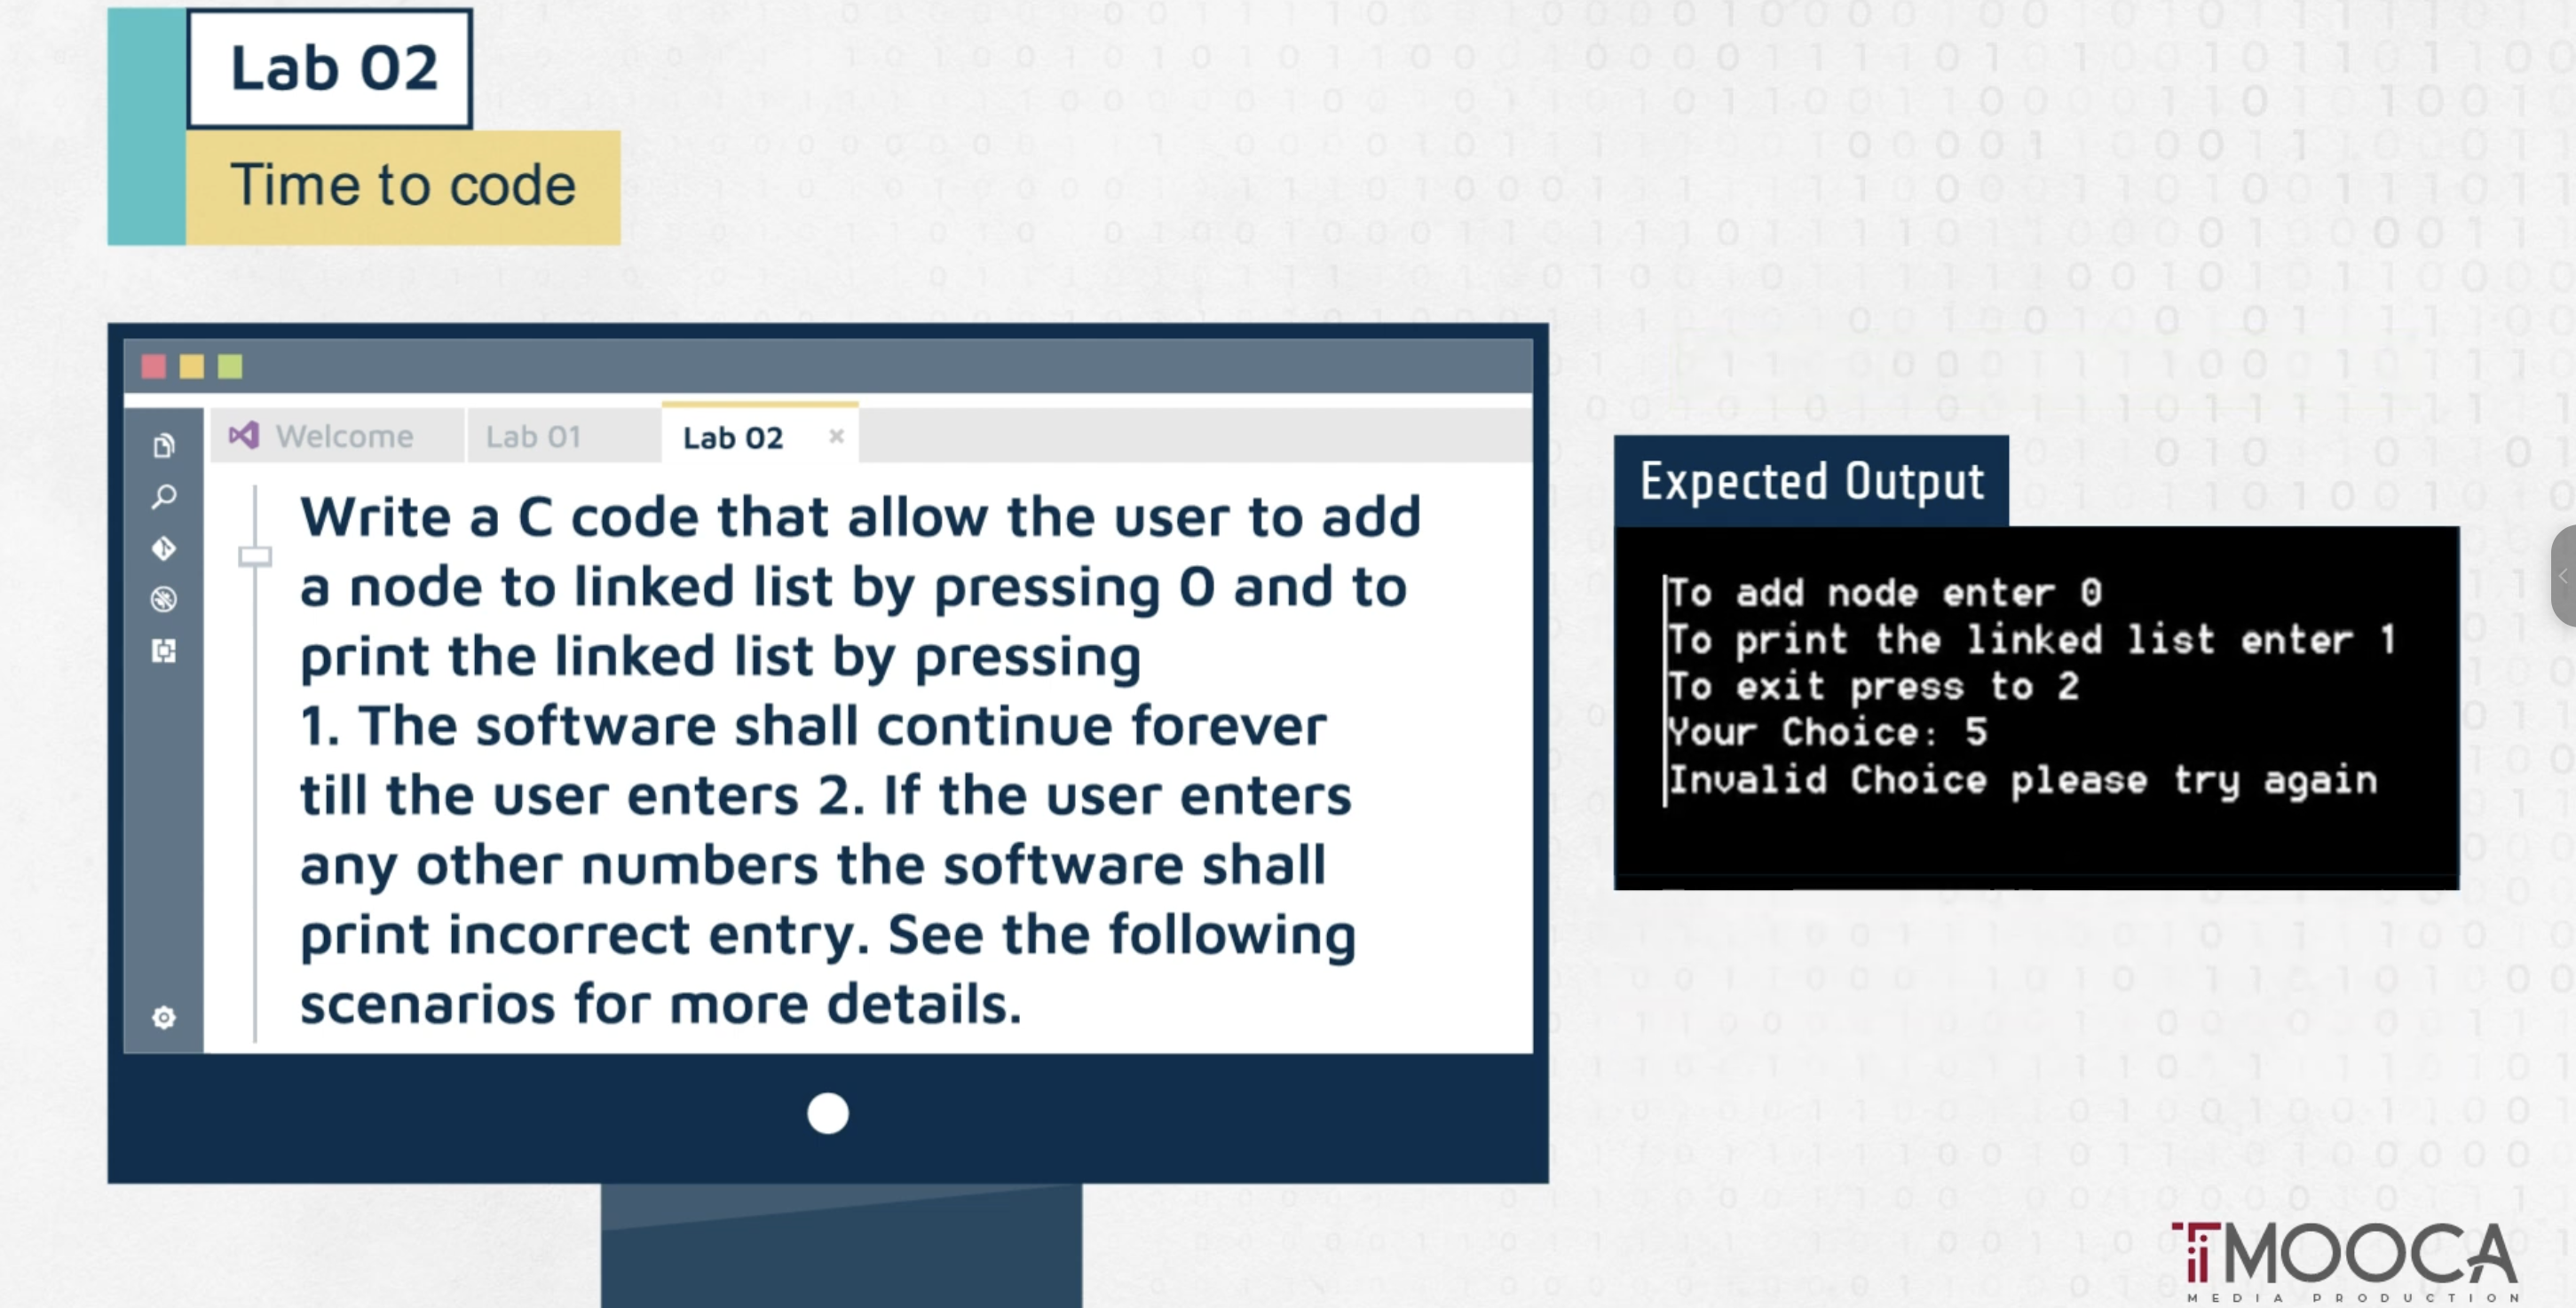 Lab 02
Time to code
Welcome
Lab 01
Lab 02
Write a C code that allow the user to add
a node to linked list by pressing 0 and to
print the linked list by pressing
1. The software shall continue forever
till the user enters 2. If the user enters
any other numbers the software shall
print incorrect entry. See the following
scenarios for more details.
Expected Output
To add node enter 0
To print the linked list enter 1
To exit press to 2
Your Choice: 5
Invalid Choice please try again
iTMOOCA
MEDIA PRODUCTION